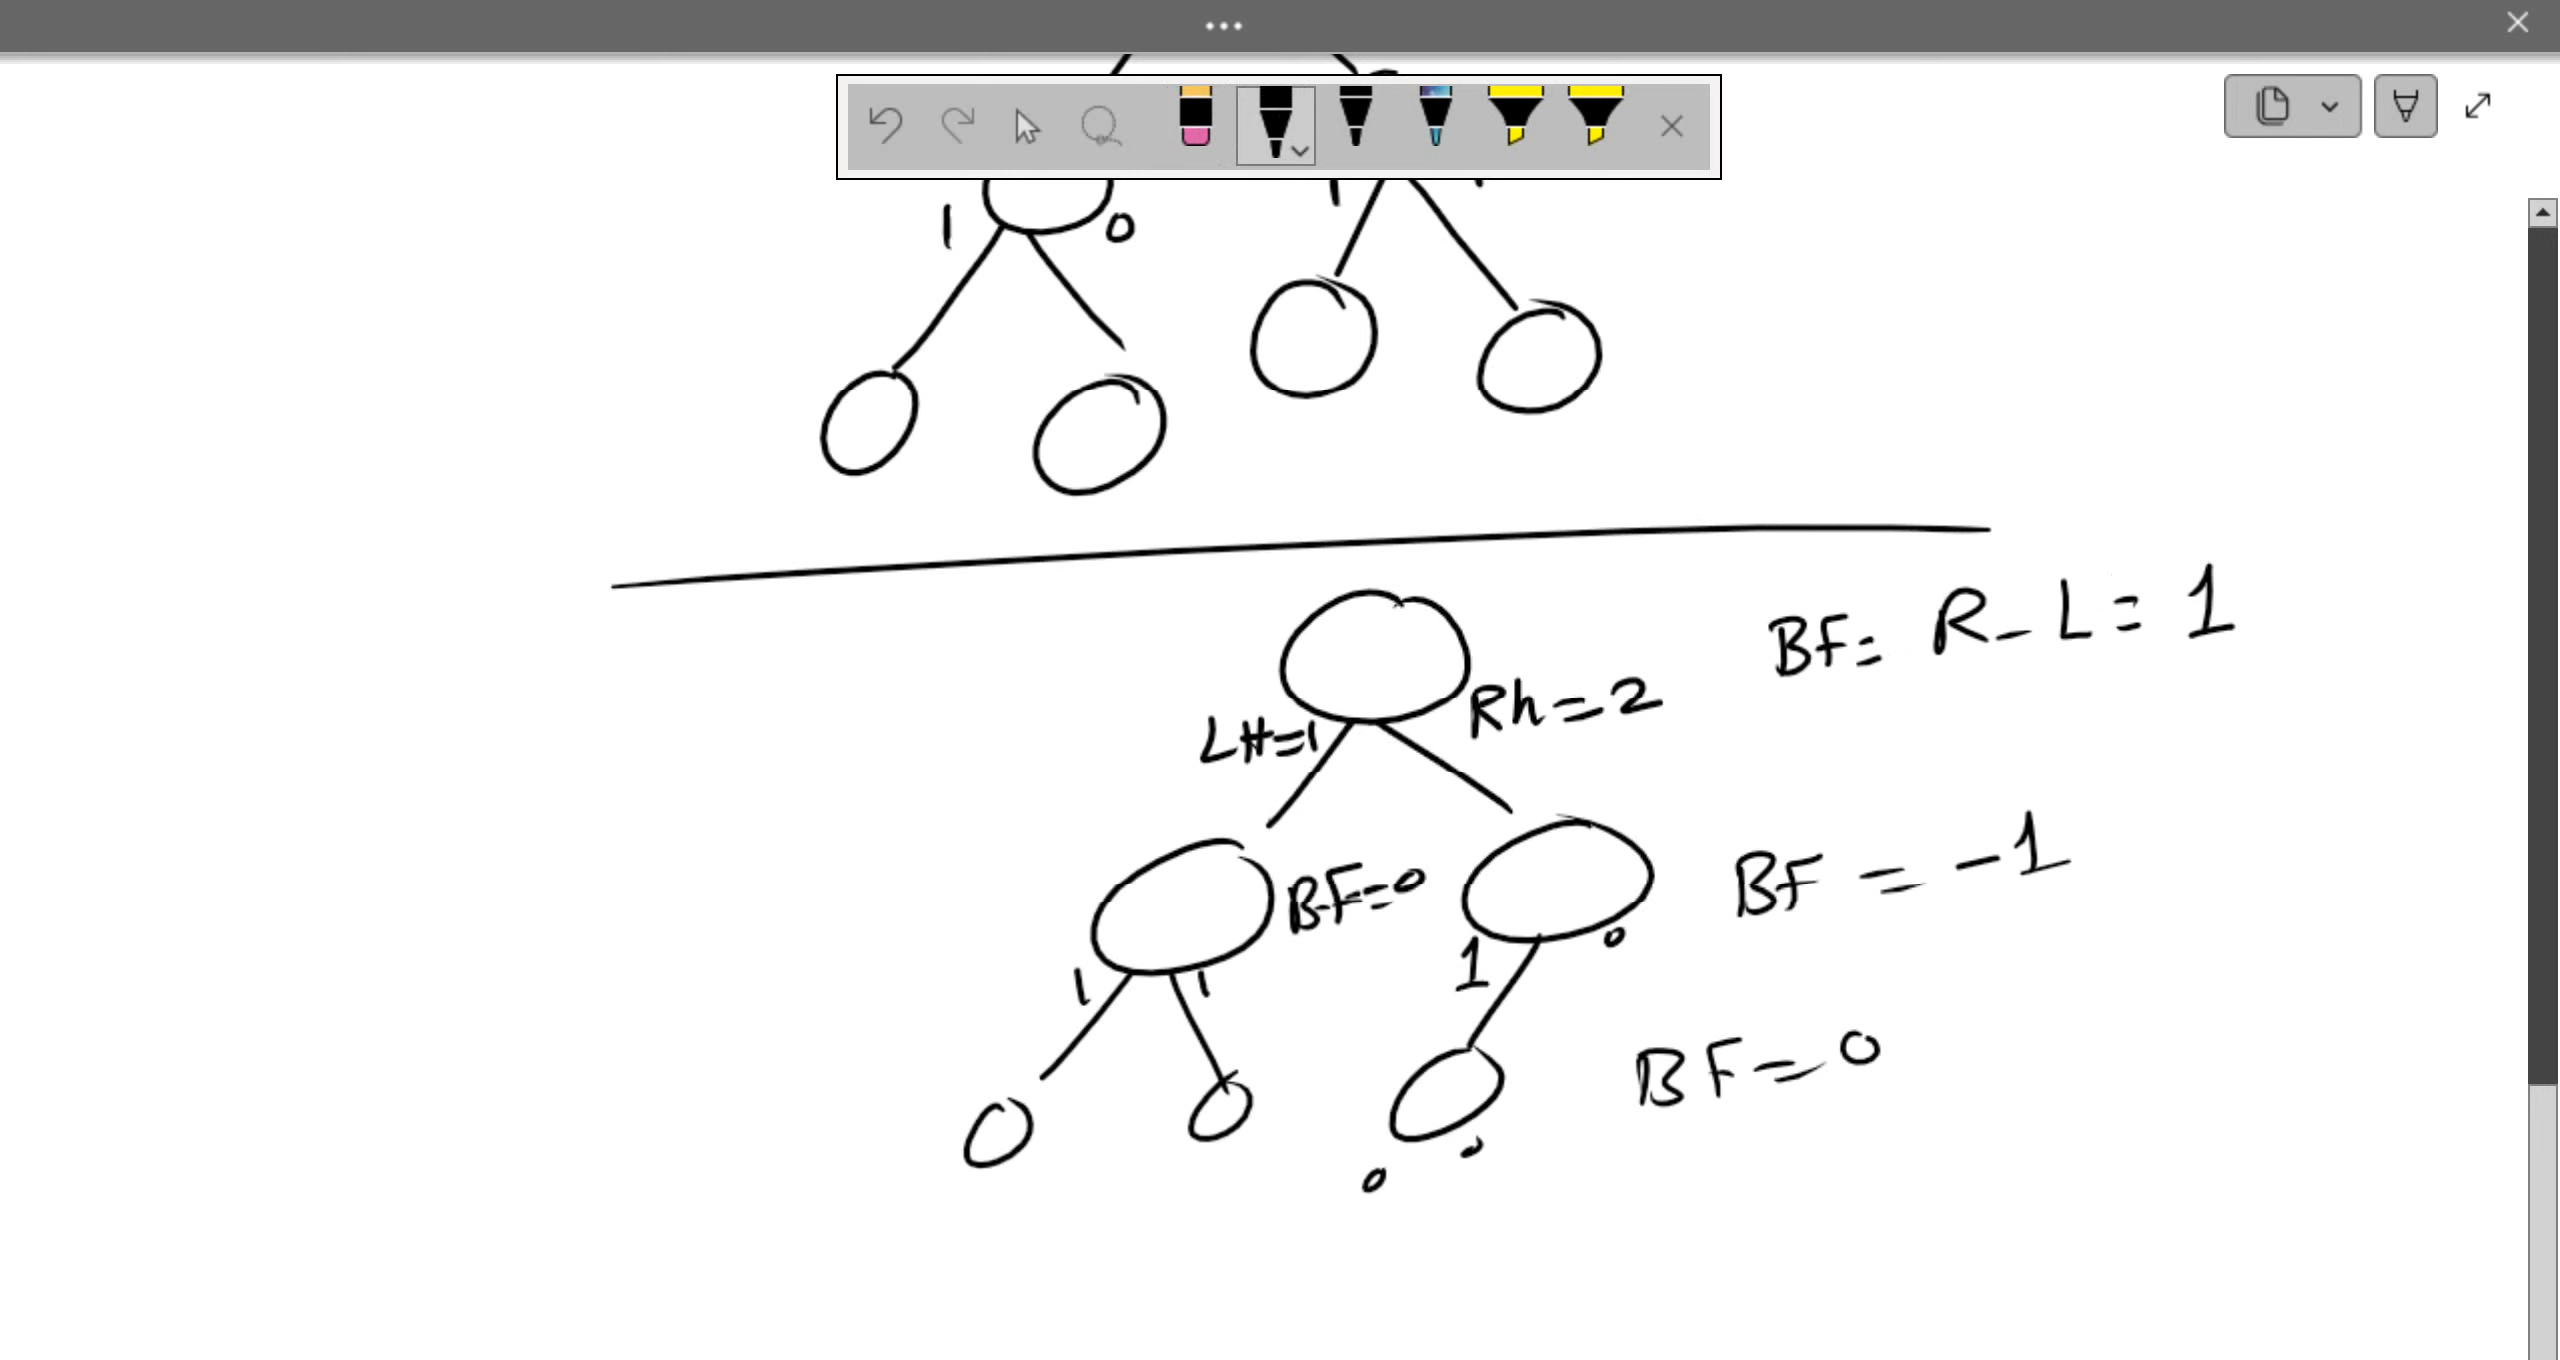 1 0
BF= R-L= 1
LH=1 Rh=2
BF=0 BF = -1
1 1 1 0
BF=0
0 0